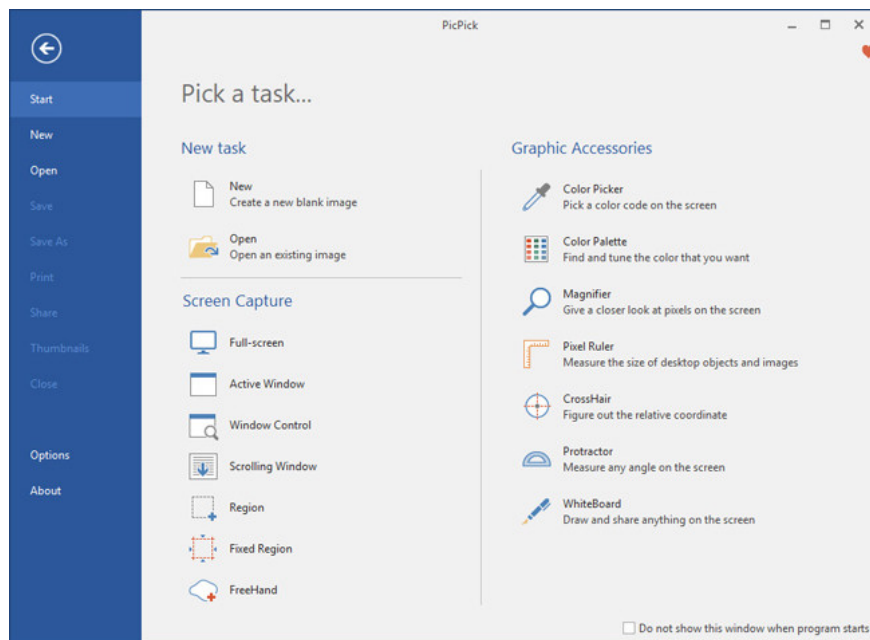 PicPick
Start
New
Open
Save
Save As
Print
Share
Thumbnails
Close
Options
About
Pick a task...
New task
New
Create a new blank image
Open
Open an existing image
Screen Capture
Full-screen
Active Window
Window Control
Scrolling Window
Region
Fixed Region
FreeHand
Graphic Accessories
Color Picker
Pick a color code on the screen
Color Palette
Find and tune the color that you want
Magnifier
Give a closer look at pixels on the screen
Pixel Ruler
Measure the size of desktop objects and images
CrossHair
Figure out the relative coordinate
Protractor
Measure any angle on the screen
WhiteBoard
Draw and share anything on the screen
Do not show this window when program starts